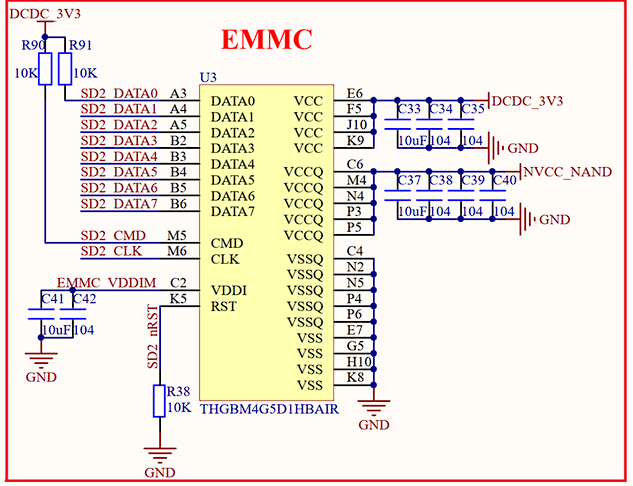 DCDC_3V3
EMMC
R90 R91
10K 10K
U3
SD2_DATA0 A3 DATA0 VCC E6
SD2_DATA1 A4 DATA1 VCC F5
SD2_DATA2 A5 DATA2 VCC J10
SD2_DATA3 B2 DATA3 VCC K9
SD2_DATA4 B3 DATA4
SD2_DATA5 B4 DATA5 VCCQ C6
SD2_DATA6 B5 DATA6 VCCQ M4
SD2_DATA7 B6 DATA7 VCCQ N4
VCCQ P3
VCCQ P5
C33 C34 C35 DCDC_3V3
10uF 104 104 GND
C37 C38 C39 C40 NVCC_NAND
10uF 104 104 104 GND
SD2_CMD M5 CMD
SD2_CLK M6 CLK
EMMC_VDDIM C2 VDDI
K5 RST
VSSQ C4
VSSQ N2
VSSQ N5
VSSQ P4
VSSQ P6
VSS E7
VSS G5
VSS H10
VSS K8
C41 C42
10uF 104
GND
SD2_nRST
R38
10K
GND
THGBM4G5D1HBAIR
GND